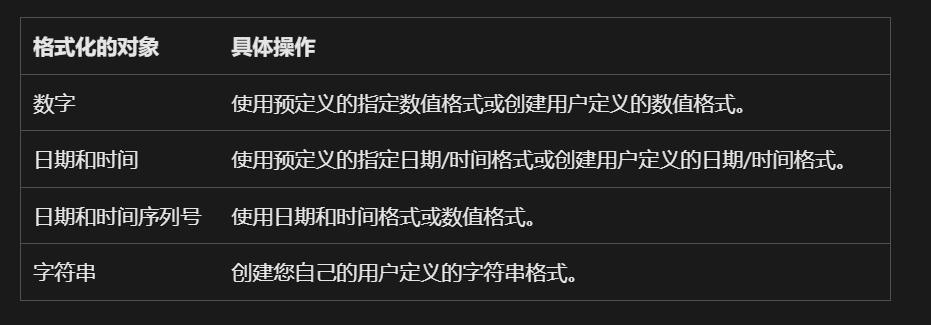 格式化的对象 具体操作
数字 使用预定义的指定数值格式或创建用户定义的数值格式。
日期和时间 使用预定义的指定日期/时间格式或创建用户定义的日期/时间格式。
日期和时间序列号 使用日期和时间格式或数值格式。
字符串 创建您自己的用户定义的字符串格式。